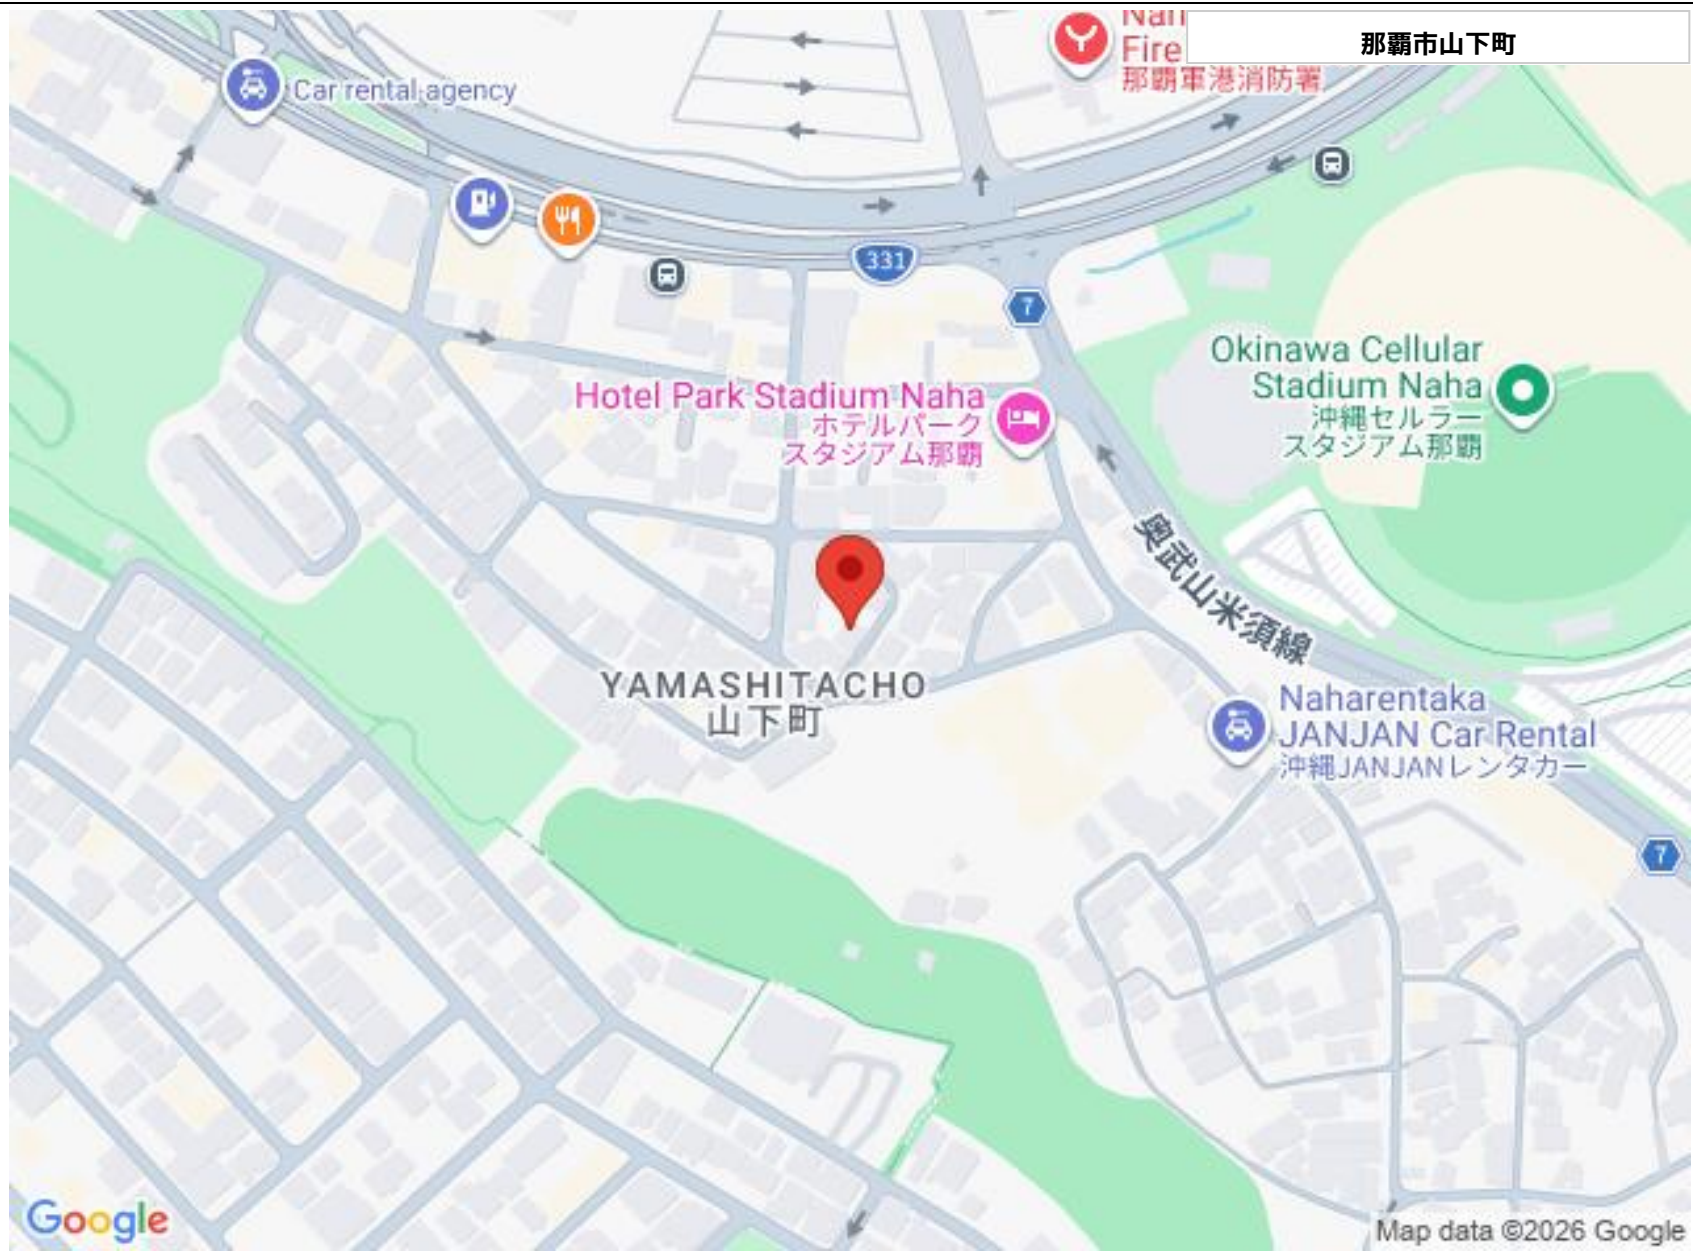 那覇市山下町
Fire
那覇軍港消防署
Car rental agency
331
7
Okinawa Cellular
Stadium Naha
沖縄セルラー
スタジアム那覇
Hotel Park Stadium Naha
ホテルパーク
スタジアム那覇
奥武山米須線
YAMASHITACHO
山下町
Naharentaka
JANJAN Car Rental
沖縄JANJANレンタカー
7
Google
Map data ©2026 Google